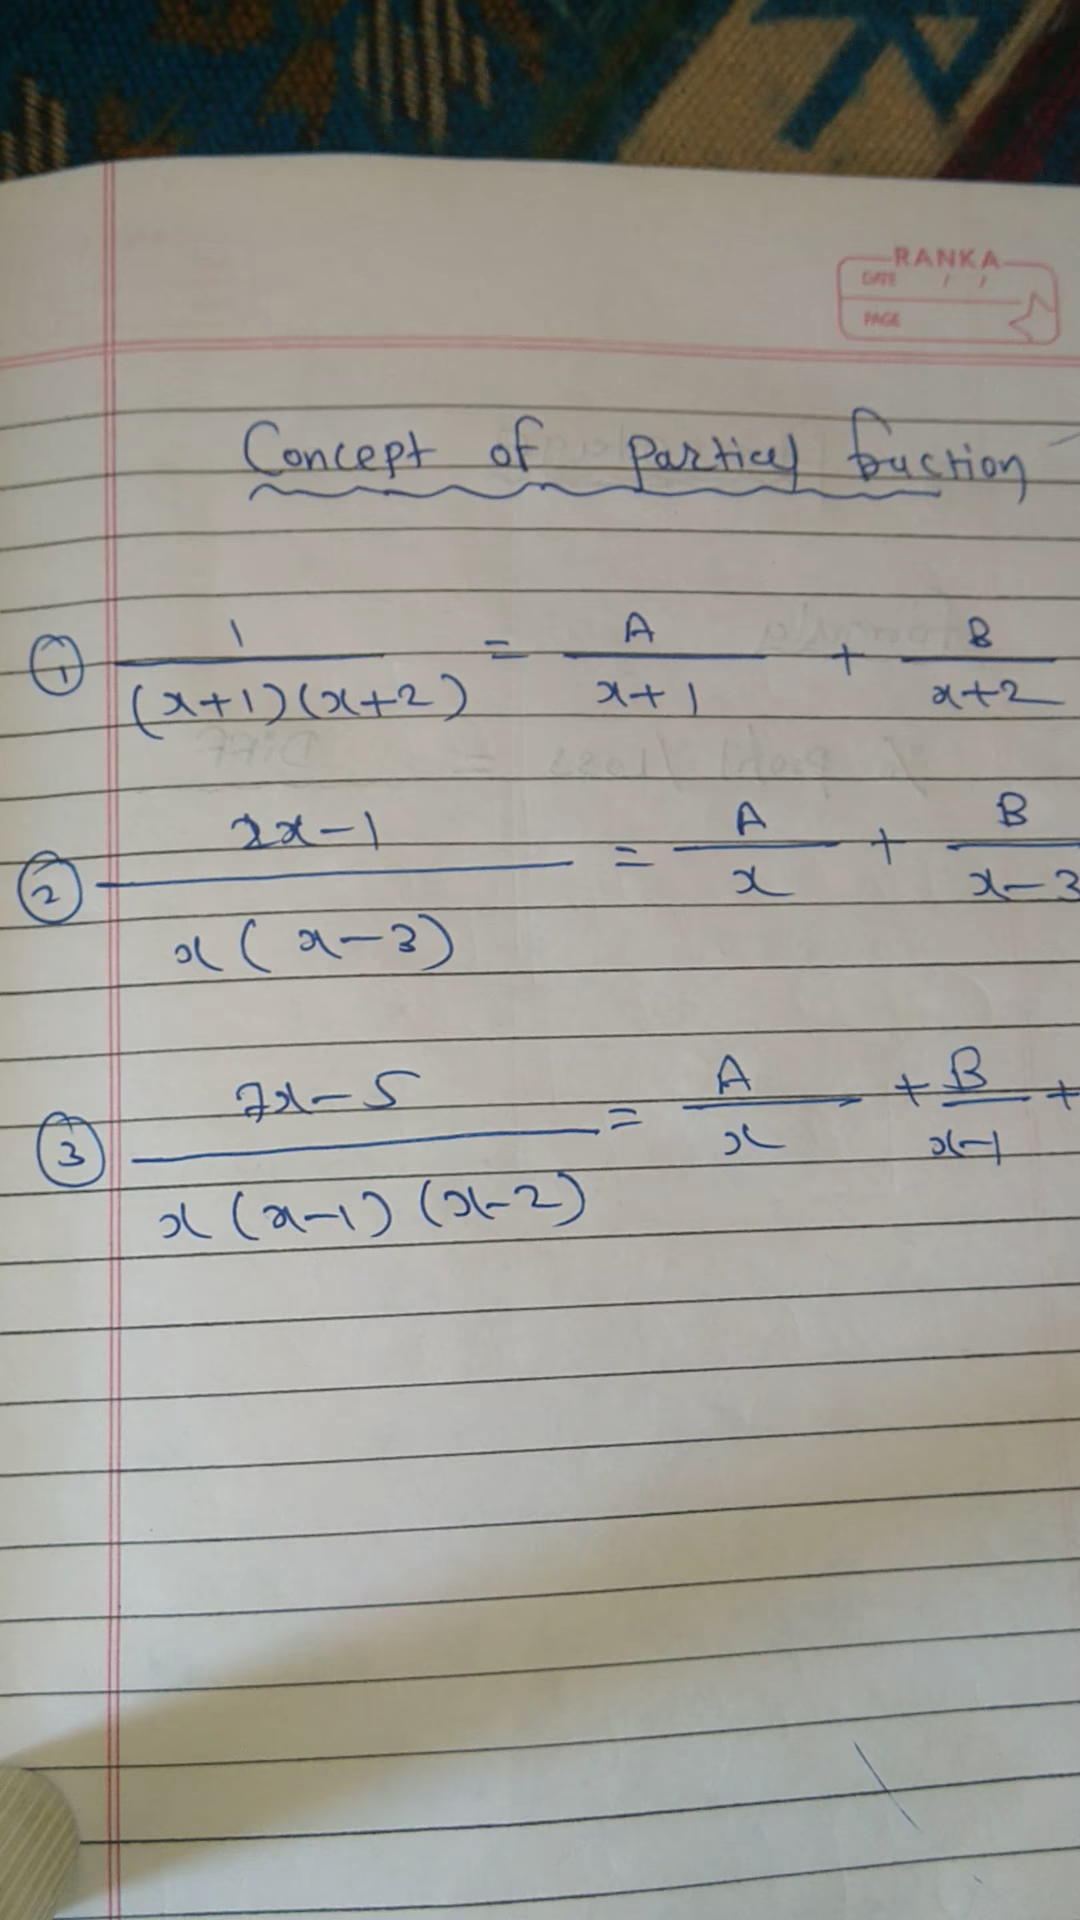 RANKA
DATE / /
PAGE
Concept of Partial fraction
① 1/(x+1)(x+2) = A/x+1 + B/x+2
② 2x-1/x(x-3) = A/x + B/x-3
③ 7x-5/x(x-1)(x-2) = A/x + B/x-1 +